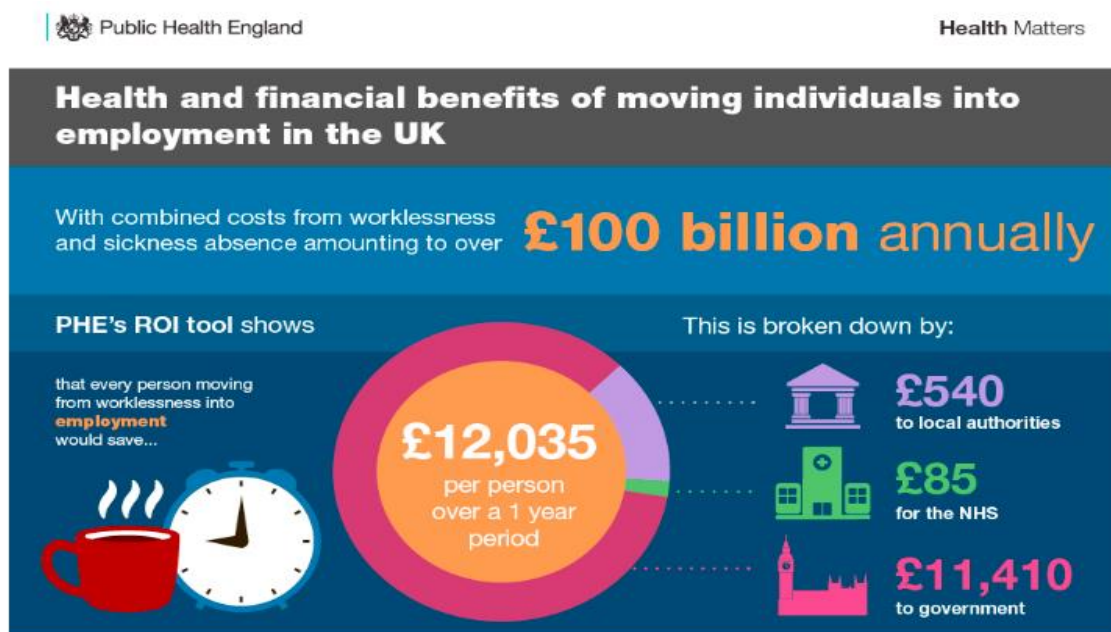 Public Health England
Health Matters
Health and financial benefits of moving individuals into
employment in the UK
With combined costs from worklessness
and sickness absence amounting to over
£100 billion annually
PHE's ROI tool shows
that every person moving
from worklessness into
employment
would save...
£12,035
per person
over a 1 year
period
This is broken down by:
£540
to local authorities
£85
for the NHS
£11,410
to government